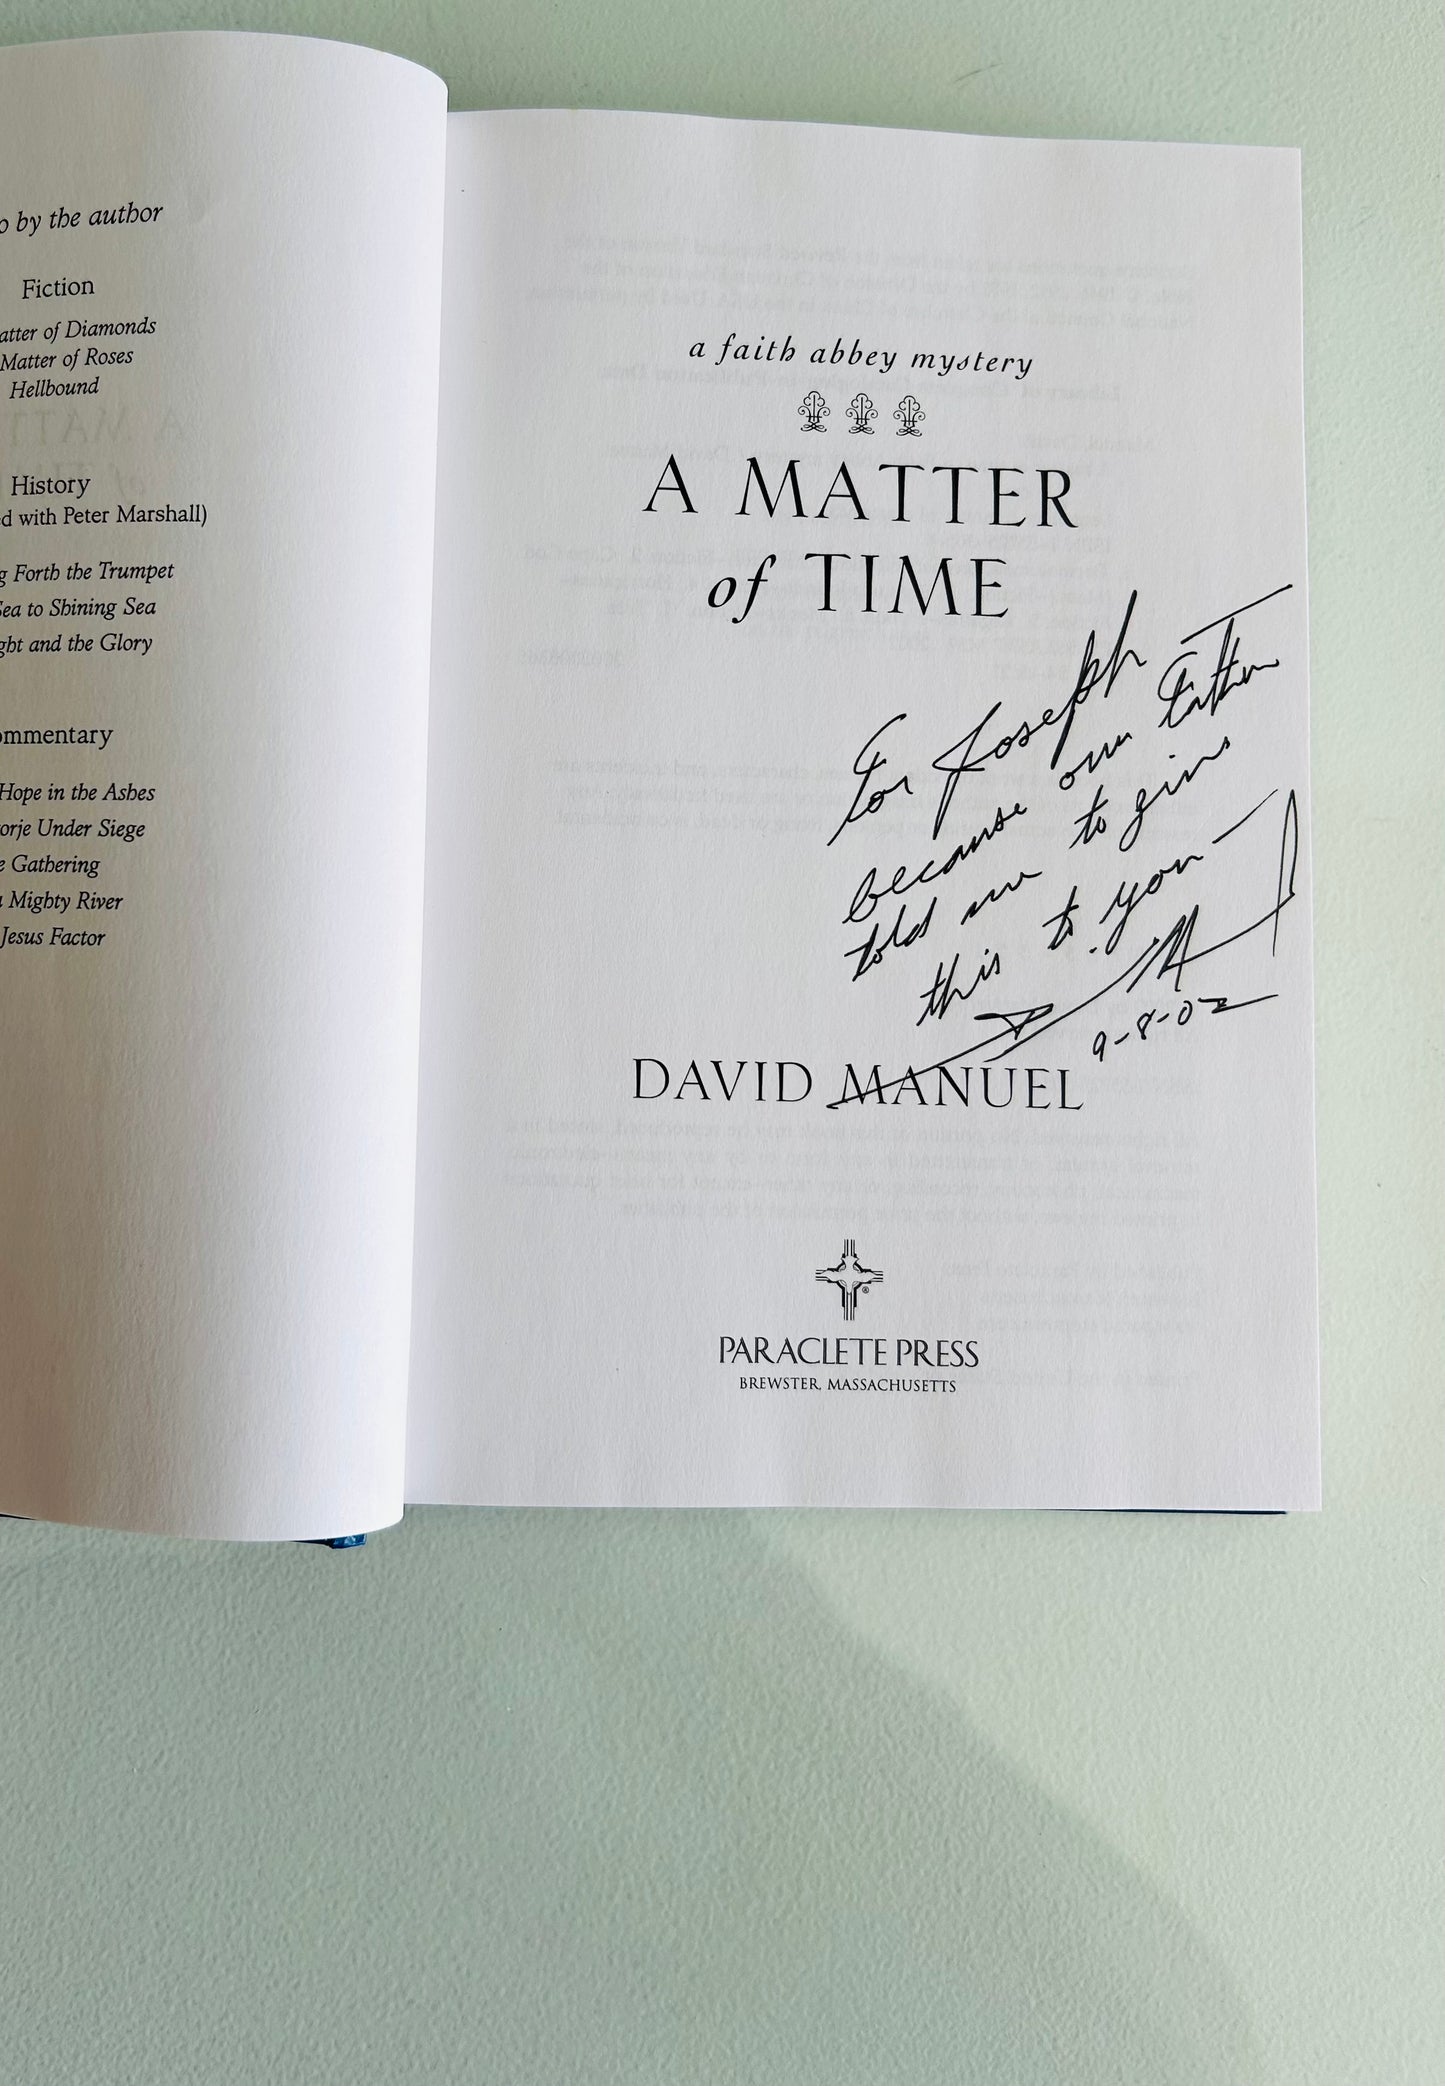 by the author
Fiction
atter of Diamonds
Matter of Roses
Hellbound
History
ed with Peter Marshall)
g Forth the Trumpet
Sea to Shining Sea
ght and the Glory
ommentary
Hope in the Ashes
orje Under Siege
e Gathering
a Mighty River
Jesus Factor
a faith abbey mystery
A MATTER
of TIME
For Joseph —
because our Father
told me to give
this to you —
9-8-02
DAVID MANUEL
®
PARACLETE PRESS
BREWSTER, MASSACHUSETTS